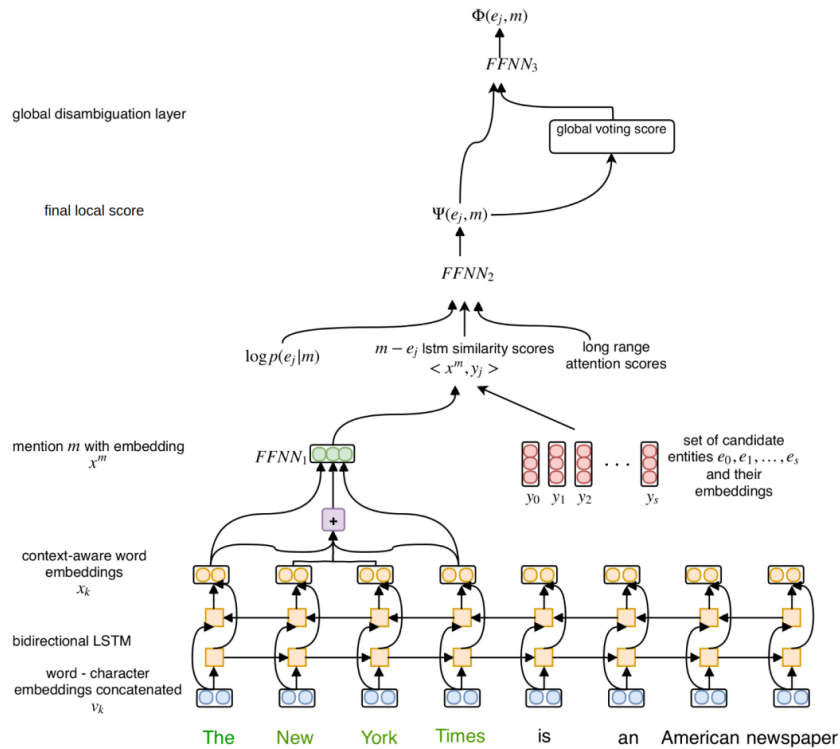 Φ(e_j, m)
FFNN_3
global disambiguation layer
global voting score
final local score
Ψ(e_j, m)
FFNN_2
log p(e_j|m)
m − e_j lstm similarity scores
< x^m, y_j >
long range
attention scores
mention m with embedding
x^m
FFNN_1
set of candidate
entities e_0, e_1, . . . , e_s
and their
embeddings
. . .
y_0 y_1 y_2 y_s
+
context-aware word
embeddings
x_k
bidirectional LSTM
word - character
embeddings concatenated
v_k
The New York Times is an American newspaper